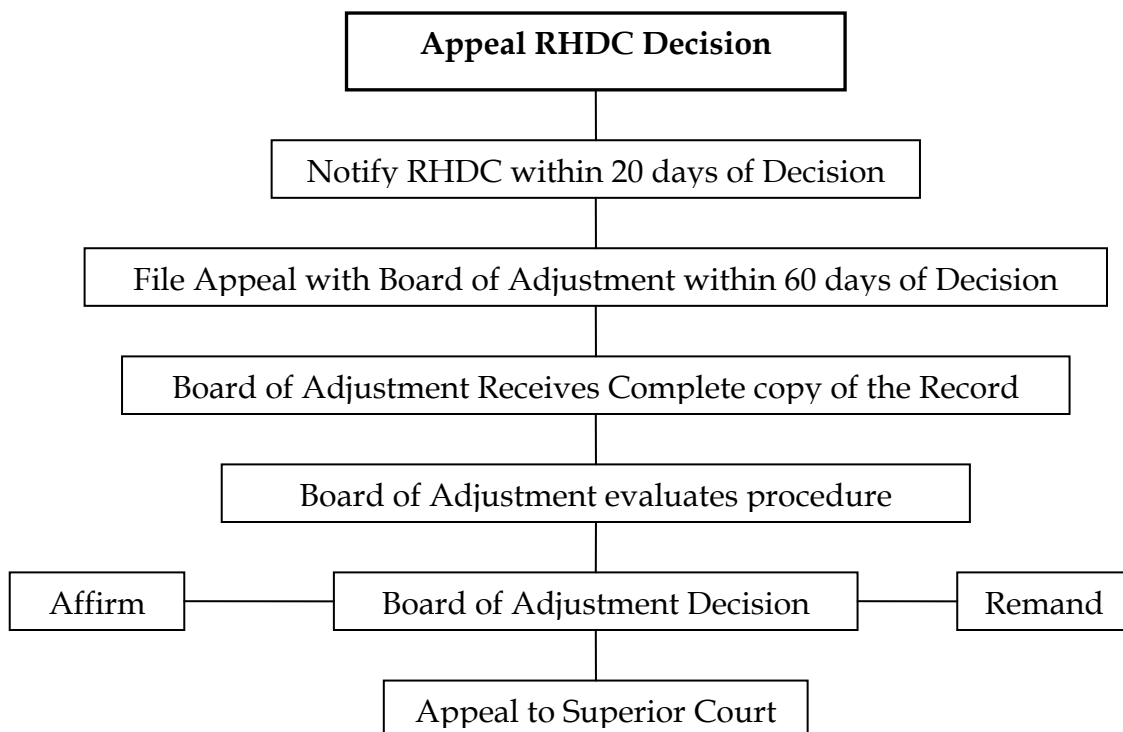 Appeal RHDC Decision
Notify RHDC within 20 days of Decision
File Appeal with Board of Adjustment within 60 days of Decision
Board of Adjustment Receives Complete copy of the Record
Board of Adjustment evaluates procedure
Affirm
Board of Adjustment Decision
Remand
Appeal to Superior Court